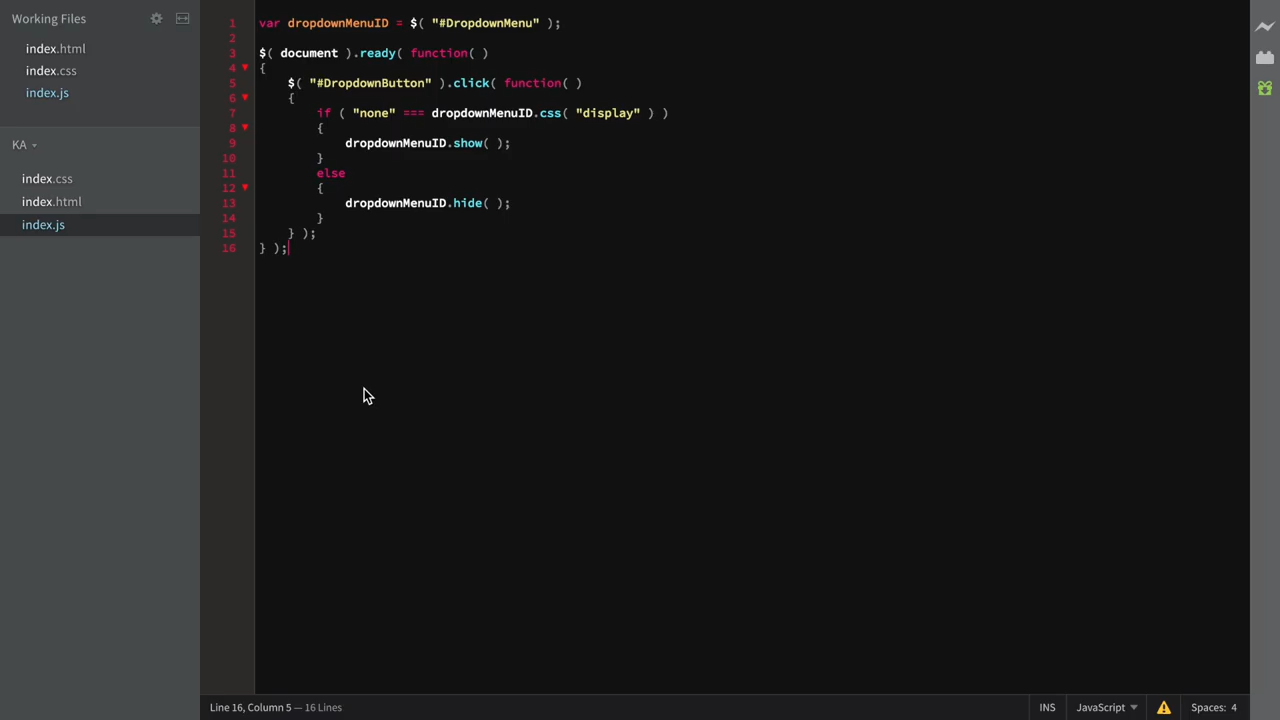 Working Files
index.html
index.css
index.js
KA
index.css
index.html
index.js
1 var dropdownMenuID = $( "#DropdownMenu" );
2
3 $( document ).ready( function( )
4 {
5     $( "#DropdownButton" ).click( function( )
6     {
7         if ( "none" === dropdownMenuID.css( "display" ) )
8         {
9             dropdownMenuID.show( );
10         }
11         else
12         {
13             dropdownMenuID.hide( );
14         }
15     } );
16 } );
Line 16, Column 5 — 16 Lines
INS JavaScript Spaces: 4